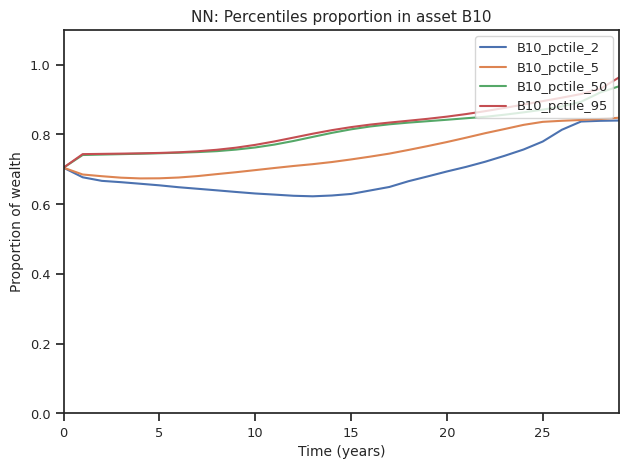 NN: Percentiles proportion in asset B10
B10_pctile_2
B10_pctile_5
B10_pctile_50
B10_pctile_95
1.0
0.8
0.6
0.4
0.2
0.0
Proportion of wealth
0
5
10
15
20
25
Time (years)